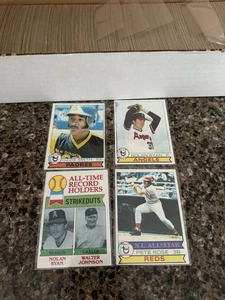 PADRES
ANGELS
ALL-TIME
RECORD
HOLDERS
STRIKEOUTS
NOLAN
RYAN
WALTER
JOHNSON
N.L. ALL-STAR
PETE ROSE 3B
REDS